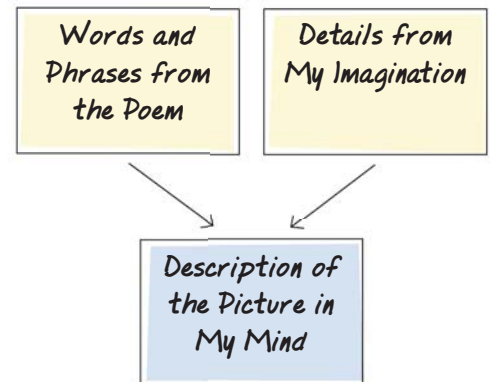 Words and
Phrases from
the Poem
Details from
My Imagination
Description of
the Picture in
My Mind